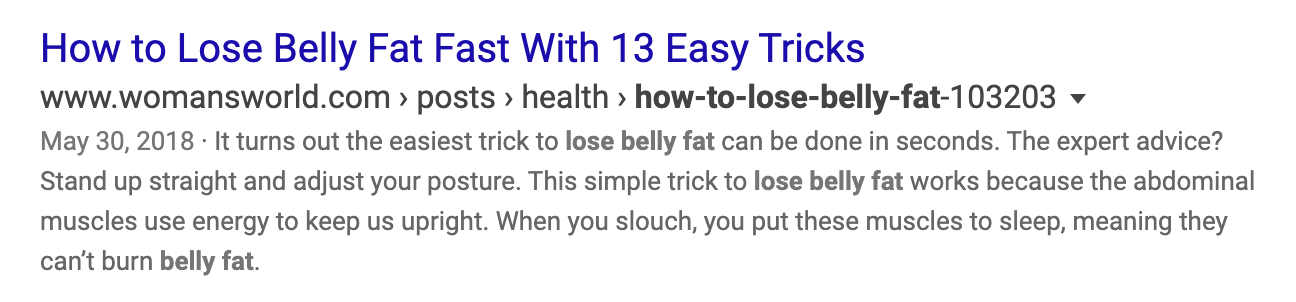 How to Lose Belly Fat Fast With 13 Easy Tricks
www.womansworld.com › posts › health › how-to-lose-belly-fat-103203
May 30, 2018 · It turns out the easiest trick to lose belly fat can be done in seconds. The expert advice?
Stand up straight and adjust your posture. This simple trick to lose belly fat works because the abdominal
muscles use energy to keep us upright. When you slouch, you put these muscles to sleep, meaning they
can’t burn belly fat.